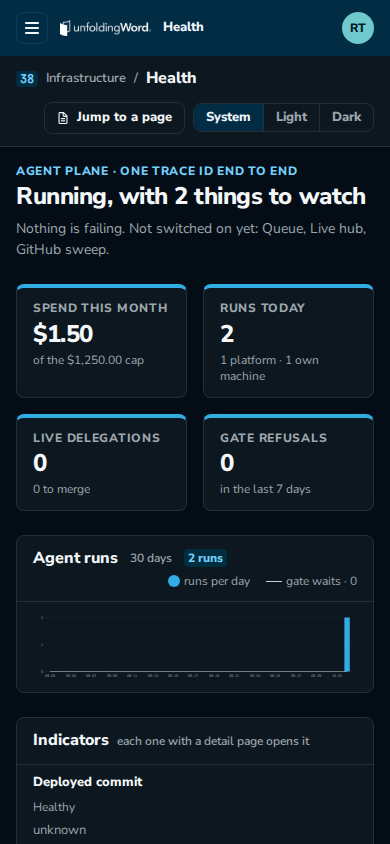 unfoldingWord. Health RT
38 Infrastructure / Health
Jump to a page System Light Dark
AGENT PLANE · ONE TRACE ID END TO END
Running, with 2 things to watch
Nothing is failing. Not switched on yet: Queue, Live hub,
GitHub sweep.
SPEND THIS MONTH
$1.50
of the $1,250.00 cap
RUNS TODAY
2
1 platform · 1 own
machine
LIVE DELEGATIONS
0
0 to merge
GATE REFUSALS
0
in the last 7 days
Agent runs 30 days 2 runs
runs per day gate waits · 0
Indicators each one with a detail page opens it
Deployed commit
Healthy
unknown